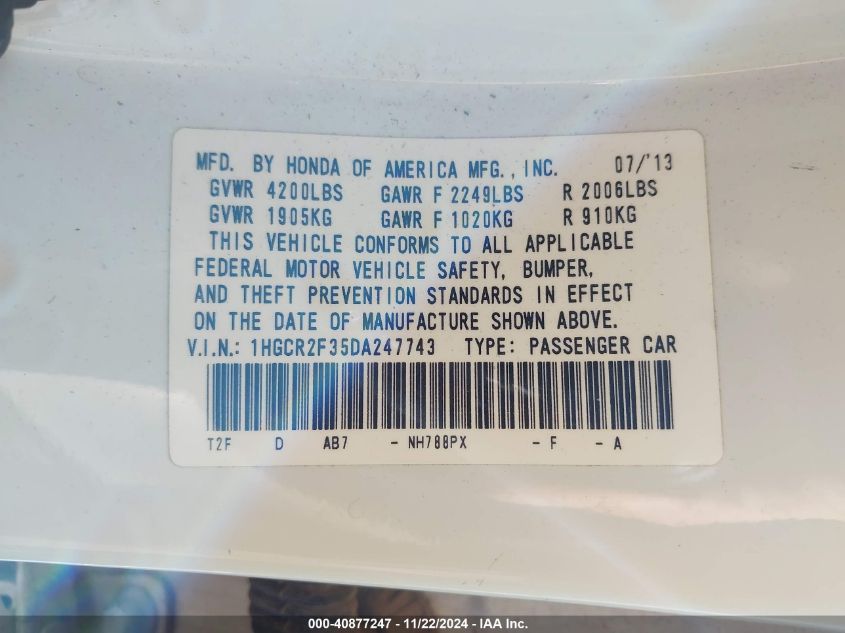 MFD. BY HONDA OF AMERICA MFG., INC. 07/'13
GVWR 4200LBS GAWR F 2249LBS R 2006LBS
GVWR 1905KG GAWR F 1020KG R 910KG
THIS VEHICLE CONFORMS TO ALL APPLICABLE
FEDERAL MOTOR VEHICLE SAFETY, BUMPER,
AND THEFT PREVENTION STANDARDS IN EFFECT
ON THE DATE OF MANUFACTURE SHOWN ABOVE.
V.I.N.: 1HGCR2F35DA247743 TYPE: PASSENGER CAR
T2F D AB7 - NH788PX - F - A
000-40877247 - 11/22/2024 - IAA Inc.